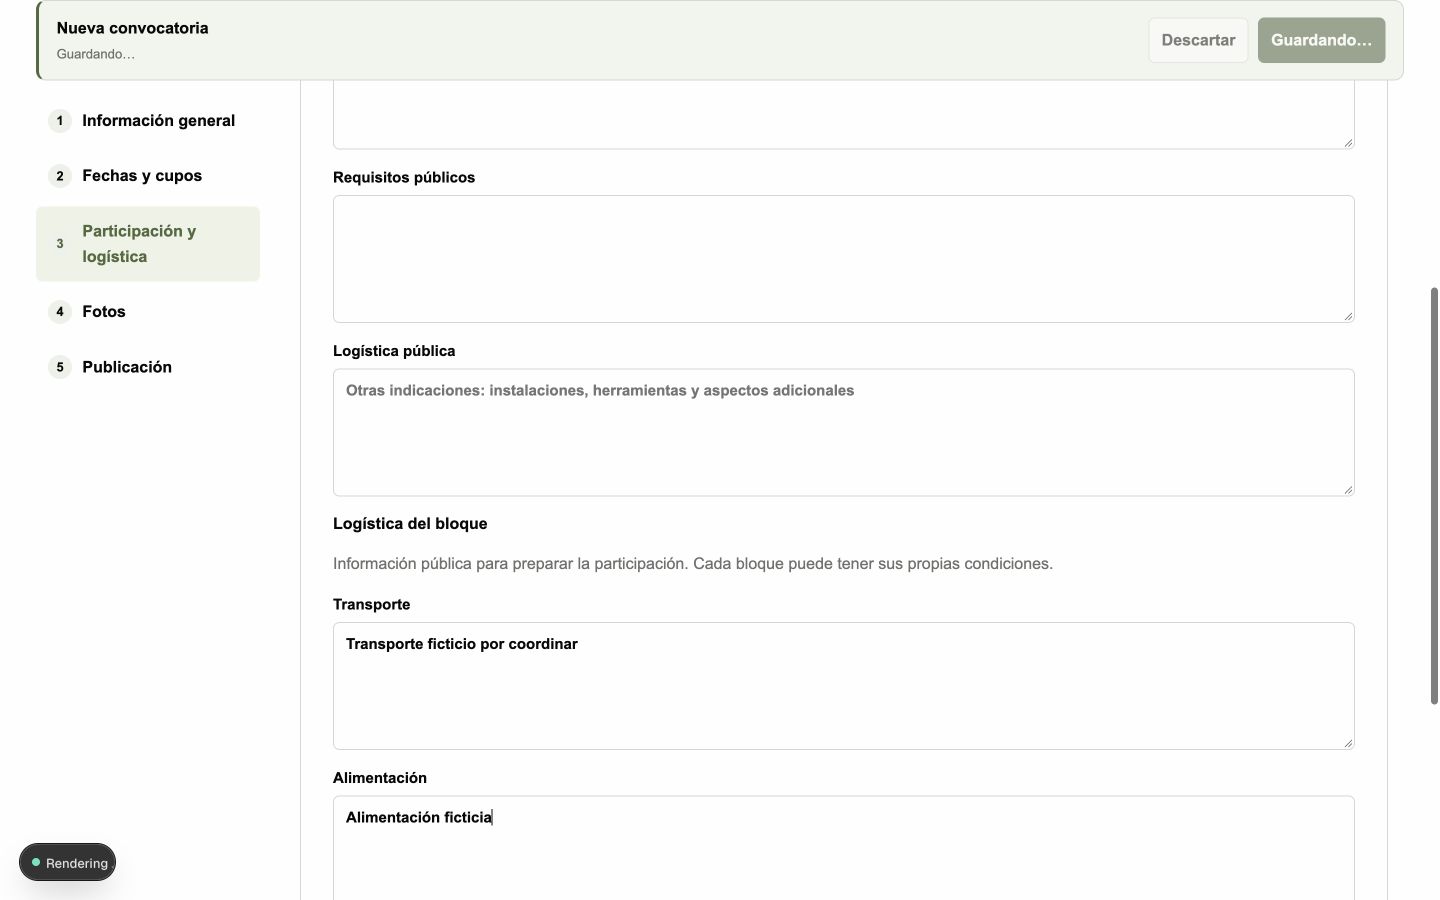 Nueva convocatoria
Guardando...
Descartar
Guardando...
1 Información general
2 Fechas y cupos
3 Participación y
logística
4 Fotos
5 Publicación
Requisitos públicos
Logística pública
Otras indicaciones: instalaciones, herramientas y aspectos adicionales
Logística del bloque
Información pública para preparar la participación. Cada bloque puede tener sus propias condiciones.
Transporte
Transporte ficticio por coordinar
Alimentación
Alimentación ficticia
Rendering